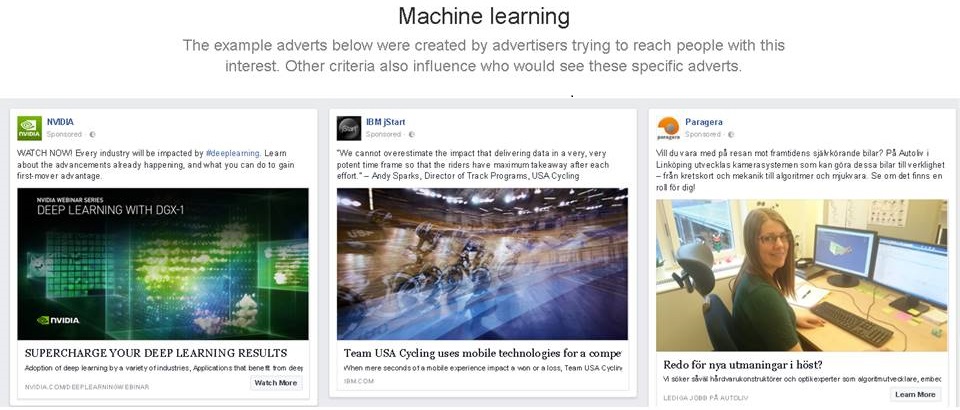 Machine learning
The example adverts below were created by advertisers trying to reach people with this
interest. Other criteria also influence who would see these specific adverts.
NVIDIA
Sponsored ·
WATCH NOW! Every industry will be impacted by #deeplearning. Learn
about the advancements already happening, and what you can do to gain
first-mover advantage.
NVIDIA WEBINAR SERIES
DEEP LEARNING WITH DGX-1
NVIDIA.
SUPERCHARGE YOUR DEEP LEARNING RESULTS
Adoption of deep learning by a variety of industries, Applications that benefit from deep
NVIDIA.COM/DEEPLEARNINGWEBINAR
Watch More
IBM jStart
Sponsored ·
"We cannot overestimate the impact that delivering data in a very, very
potent time frame so that the riders have maximum takeaway after each
effort." – Andy Sparks, Director of Track Programs, USA Cycling
Team USA Cycling uses mobile technologies for a compe
When mere seconds of a mobile experience impact a won or a loss, Team USA Cyclin
IBM.COM
Paragera
Sponsored ·
Vill du vara med på resan mot framtidens självkörande bilar? På Autoliv i
Linköping utvecklas kamerasystemen som kan göra dessa bilar till verklighet
– från kretskort och mekanik till algoritmer och mjukvara. Se om det finns en
roll för dig!
Redo för nya utmaningar i höst?
Vi söker såväl hårdvarukonstruktörer och optikexperter som algoritmutvecklare, embed
LEDIGA JOBB PÅ AUTOLIV
Learn More